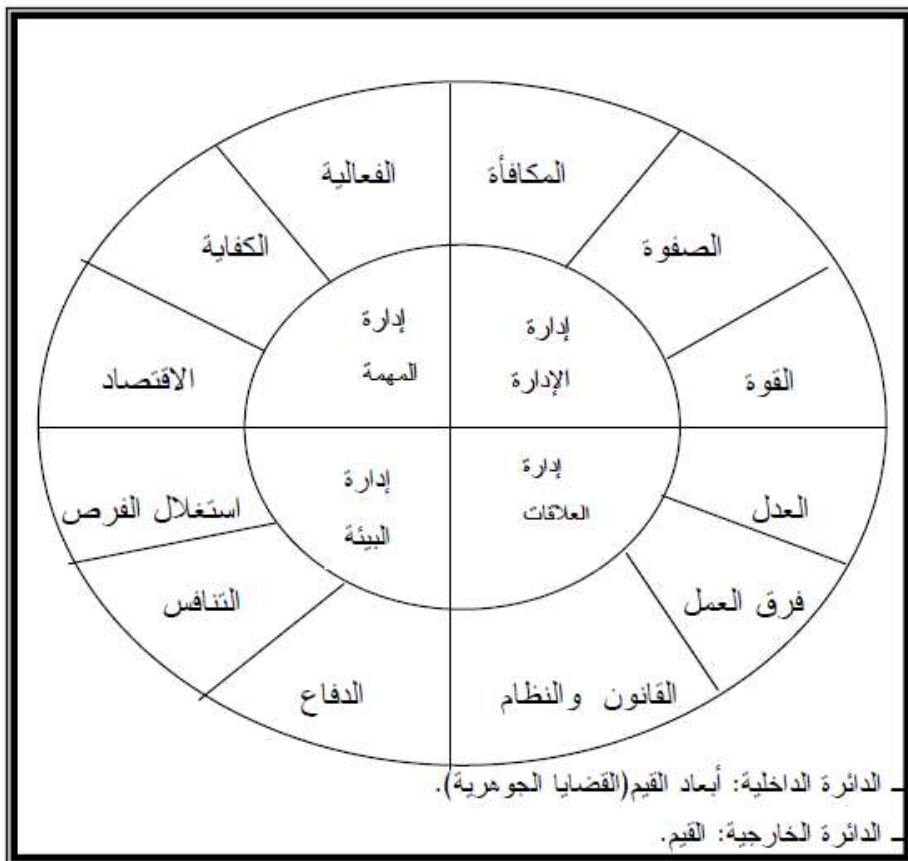 المكافأة
الفعالية
الصفوة
الكفاية
إدارة
الإدارة
إدارة
المهمة
القوة
الاقتصاد
إدارة
العلاقات
إدارة
البيئة
العدل
استغلال الفرص
فرق العمل
التنافس
القانون والنظام
الدفاع
ـ الدائرة الداخلية: أبعاد القيم(القضايا الجوهرية).
ـ الدائرة الخارجية: القيم.